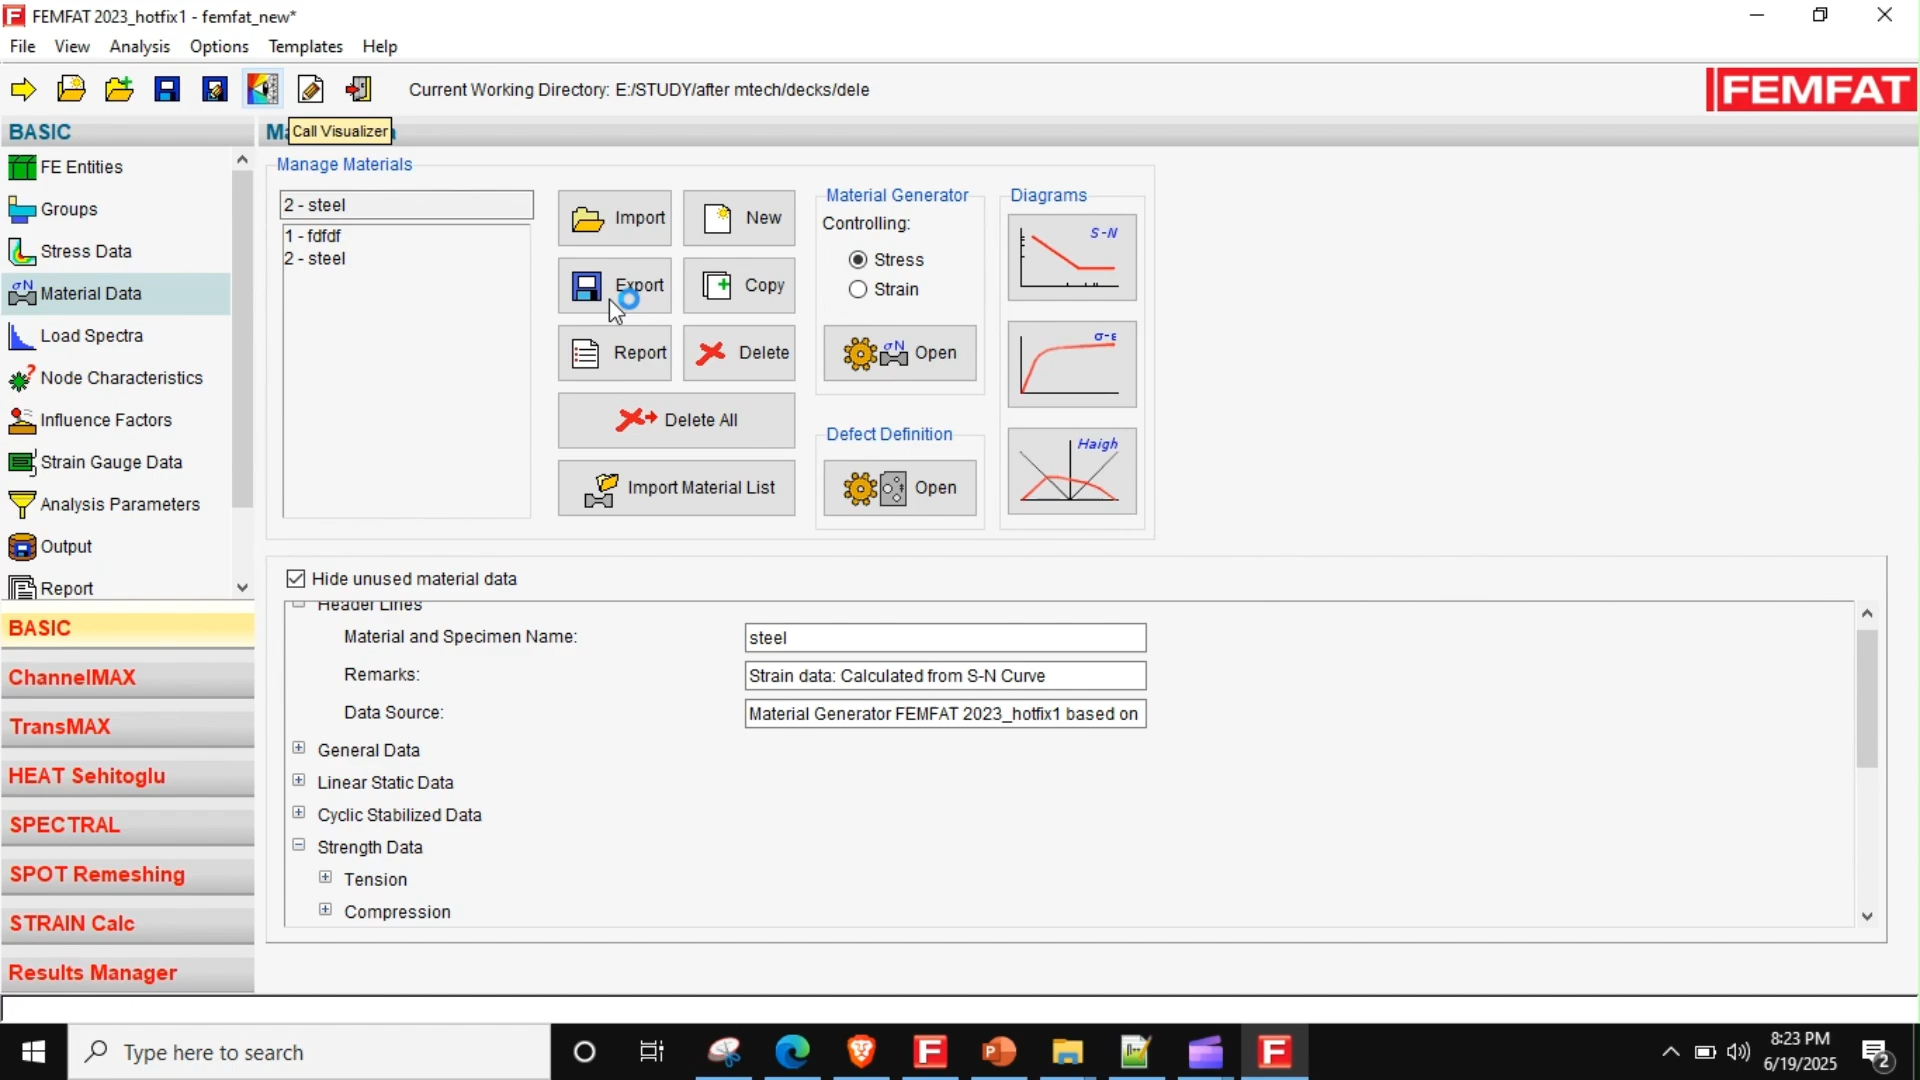 FEMFAT 2023_hotfix1 - femfat_new*
File View Analysis Options Templates Help
Current Working Directory: E:/STUDY/after mtech/decks/dele
FEMFAT
BASIC
Call Visualizer
FE Entities
Groups
Stress Data
Material Data
Load Spectra
Node Characteristics
Influence Factors
Strain Gauge Data
Analysis Parameters
Output
Report
BASIC
ChannelMAX
TransMAX
HEAT Sehitoglu
SPECTRAL
SPOT Remeshing
STRAIN Calc
Results Manager
Manage Materials
2 - steel
1 - fdfdf
2 - steel
Import
New
Export
Copy
Report
Delete
Delete All
Import Material List
Material Generator
Controlling:
Stress
Strain
σN Open
Defect Definition
Open
Diagrams
S-N
σ-ε
Haigh
Hide unused material data
Header Lines
Material and Specimen Name: steel
Remarks: Strain data: Calculated from S-N Curve
Data Source: Material Generator FEMFAT 2023_hotfix1 based on
General Data
Linear Static Data
Cyclic Stabilized Data
Strength Data
Tension
Compression
Type here to search
8:23 PM
6/19/2025
2